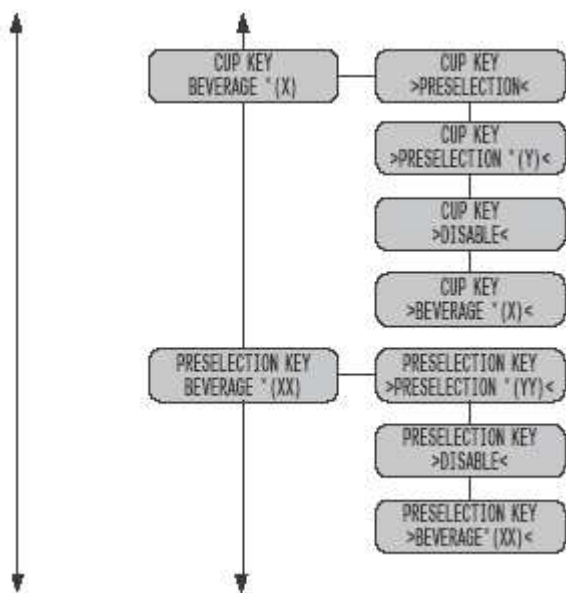 CUP KEY
BEVERAGE *(X)
CUP KEY
>PRESELECTION<
CUP KEY
>PRESELECTION *(Y)<
CUP KEY
>DISABLE<
CUP KEY
>BEVERAGE *(X)<
PRESELECTION KEY
BEVERAGE *(XX)
PRESELECTION KEY
>PRESELECTION *(YY)<
PRESELECTION KEY
>DISABLE<
PRESELECTION KEY
>BEVERAGE*(XX)<